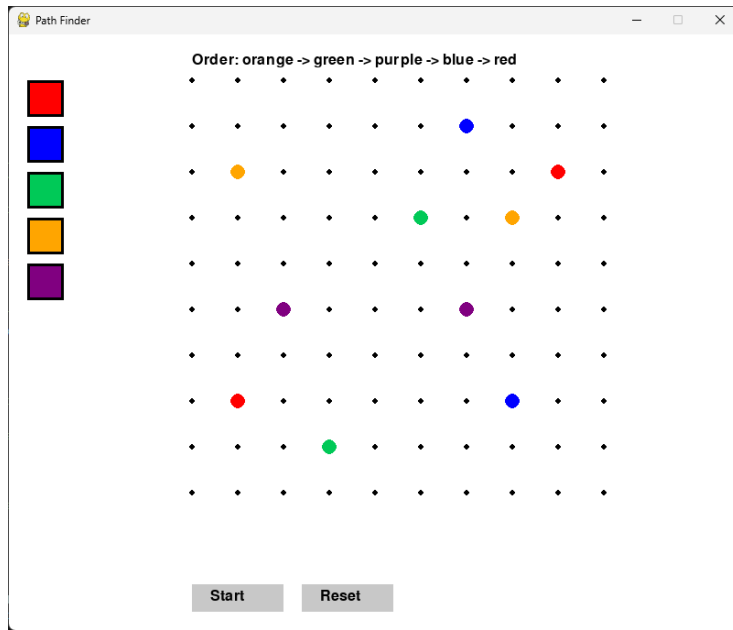 Path Finder
Order: orange -> green -> purple -> blue -> red
Start
Reset